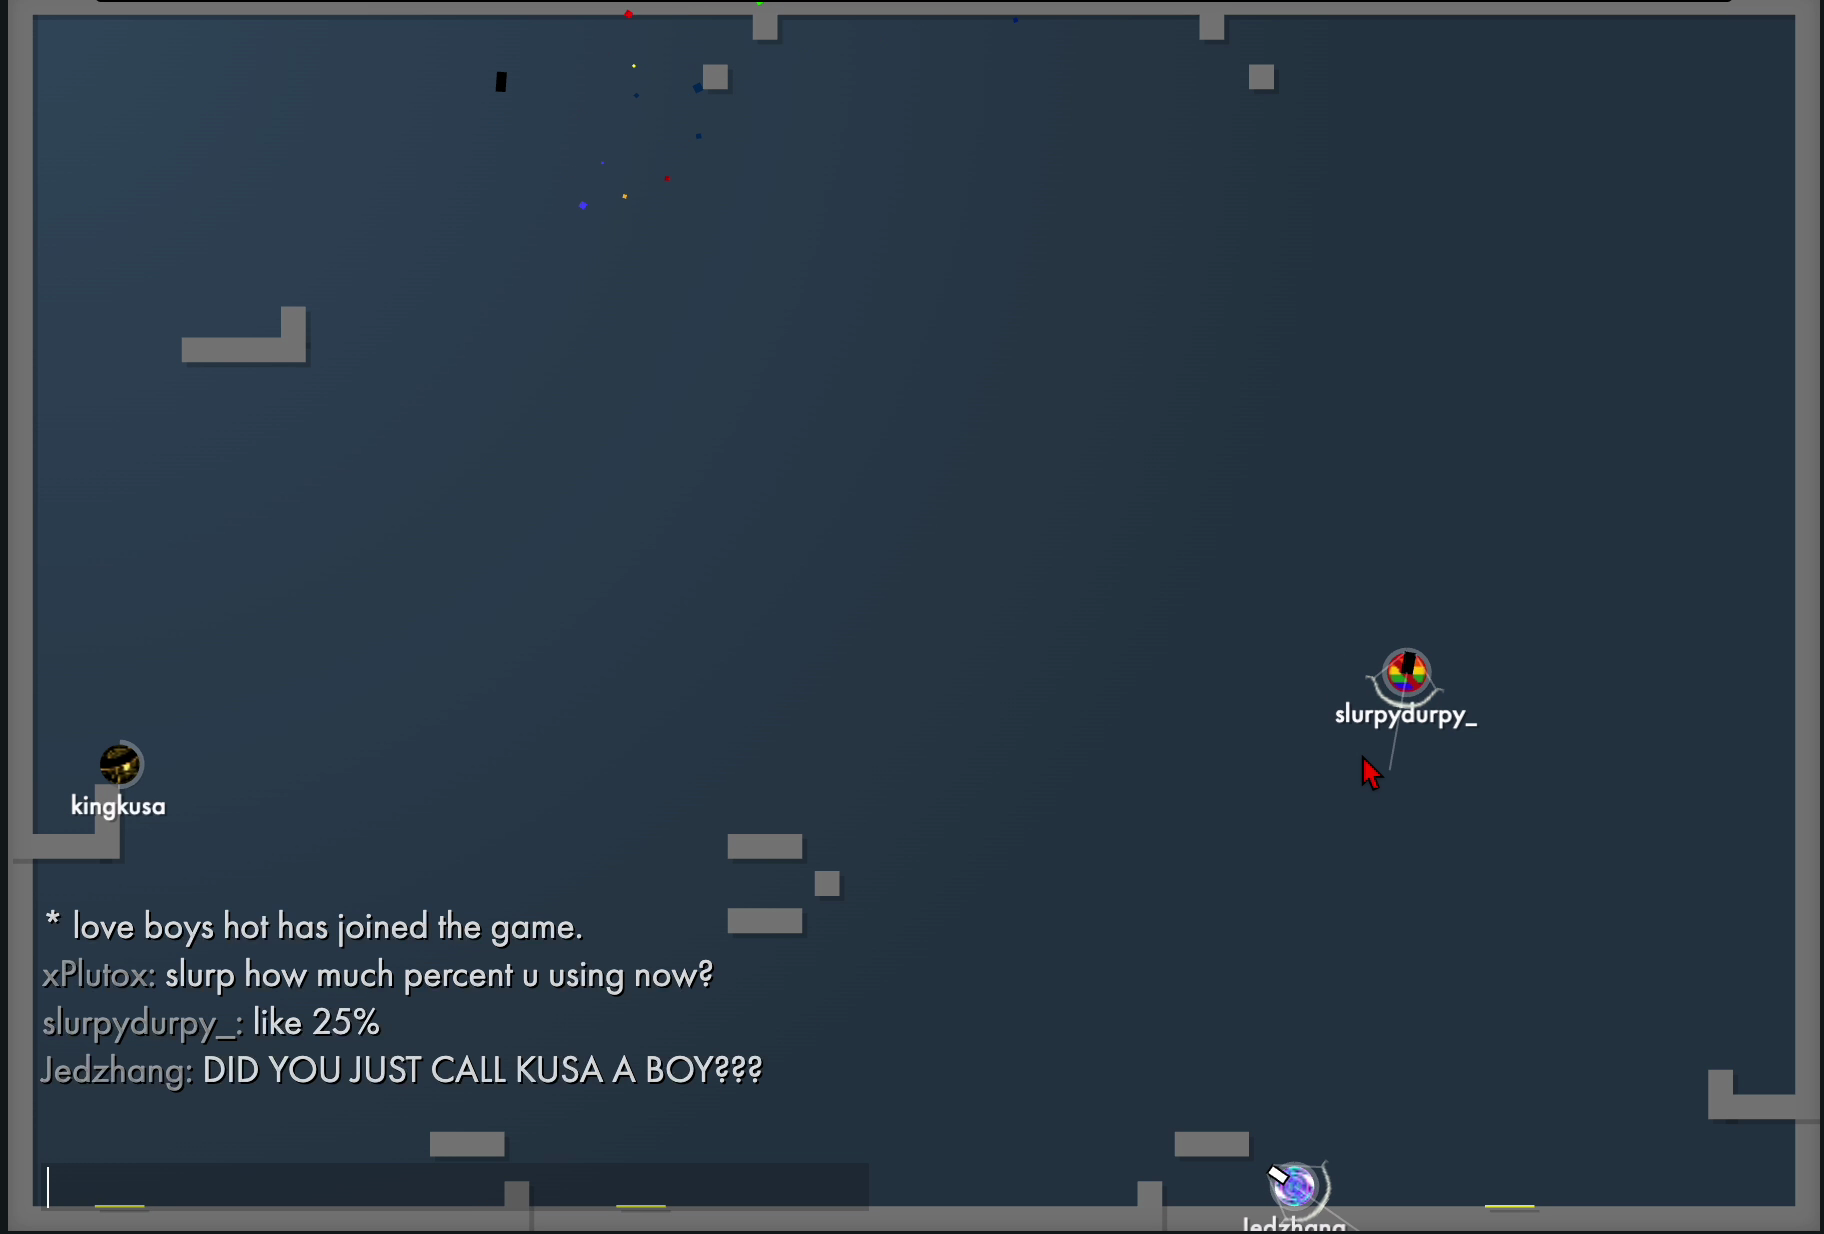 slurpydurpy_
kingkusa
* love boys hot has joined the game.
xPlutox: slurp how much percent u using now?
slurpydurpy_: like 25%
Jedzhang: DID YOU JUST CALL KUSA A BOY???
Jedzhang